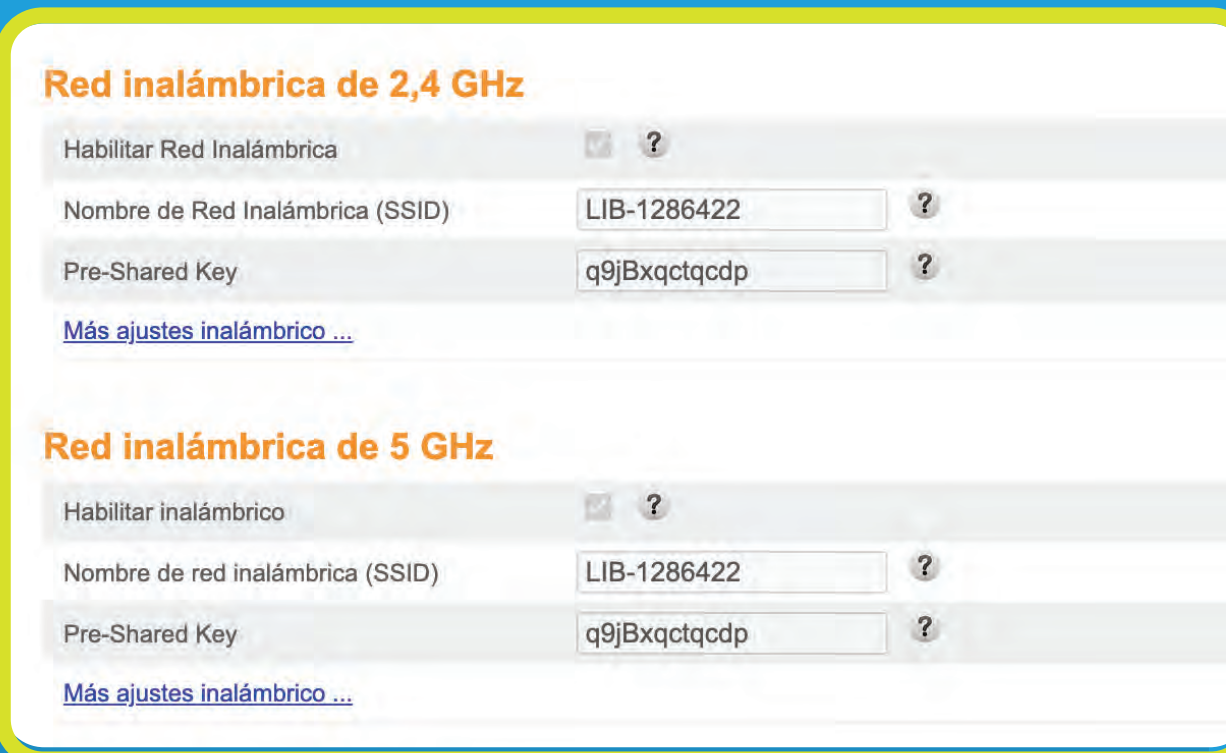 Red inalámbrica de 2,4 GHz
Habilitar Red Inalámbrica ?
Nombre de Red Inalámbrica (SSID) LIB-1286422 ?
Pre-Shared Key q9jBxqctqcdp ?
Más ajustes inalámbrico ...
Red inalámbrica de 5 GHz
Habilitar inalámbrico ?
Nombre de red inalámbrica (SSID) LIB-1286422 ?
Pre-Shared Key q9jBxqctqcdp ?
Más ajustes inalámbrico ...